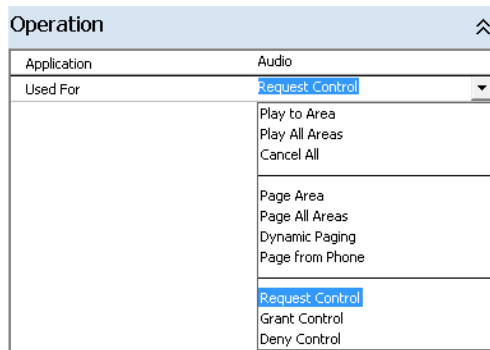 Operation
Application Audio
Used For Request Control
Play to Area
Play All Areas
Cancel All
Page Area
Page All Areas
Dynamic Paging
Page from Phone
Request Control
Grant Control
Deny Control